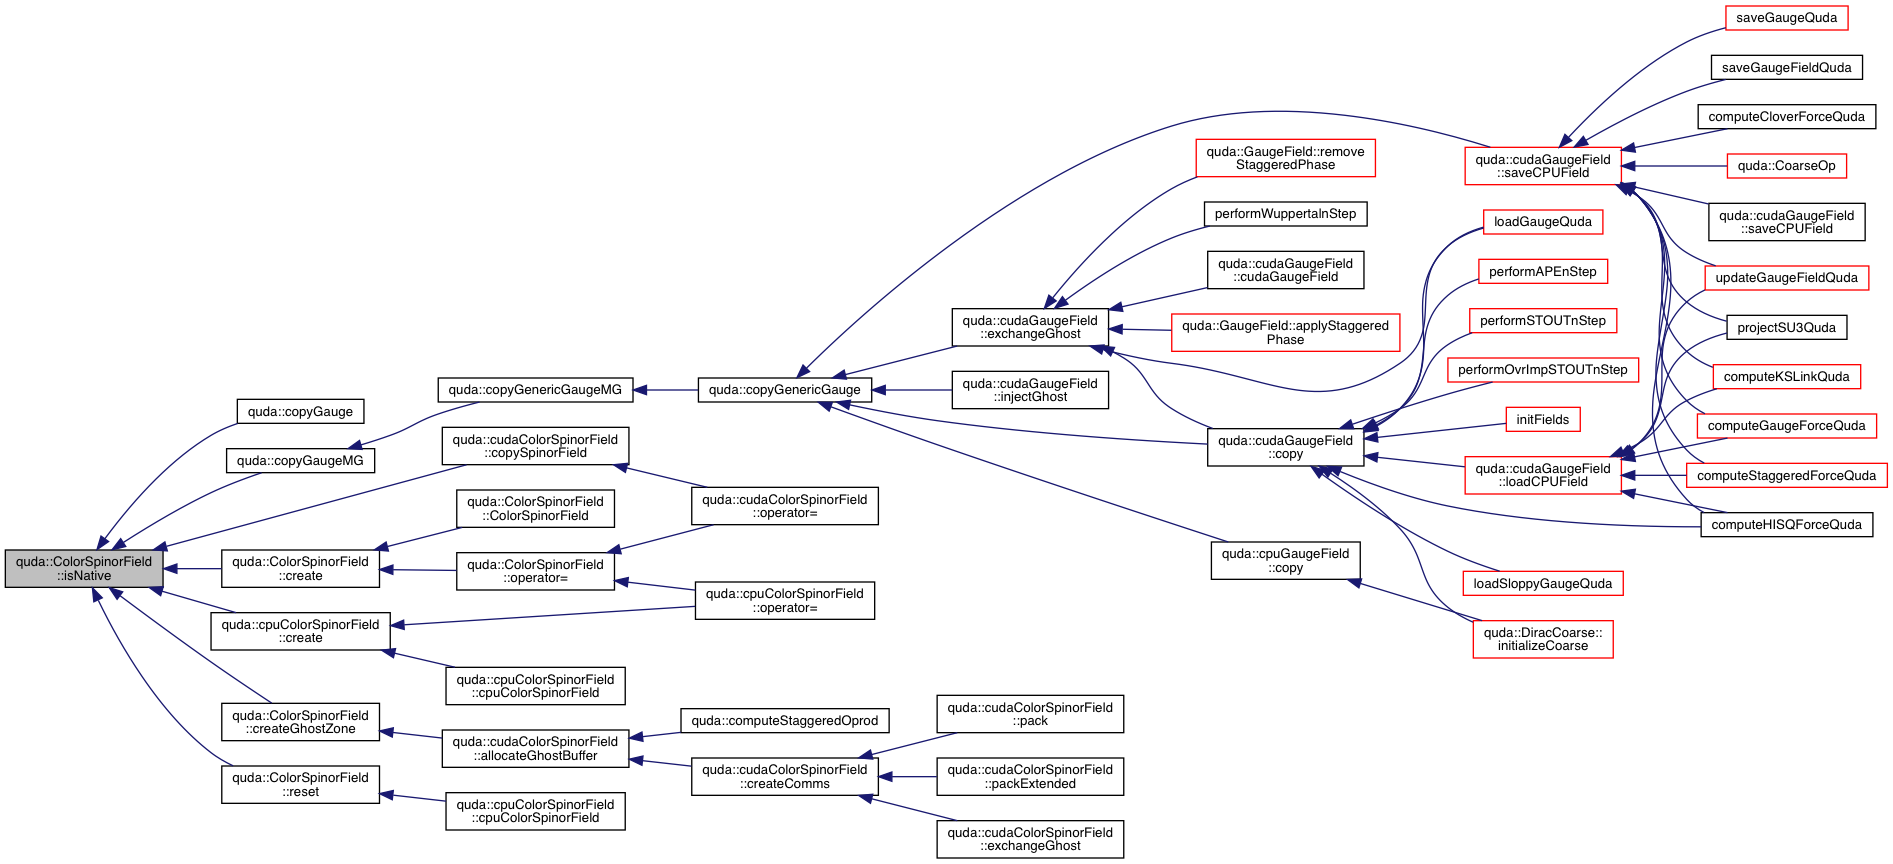 quda::ColorSpinorField
::isNative
quda::copyGauge
quda::copyGaugeMG
quda::ColorSpinorField
::create
quda::cpuColorSpinorField
::create
quda::ColorSpinorField
::createGhostZone
quda::ColorSpinorField
::reset
quda::copyGenericGaugeMG
quda::cudaColorSpinorField
::copySpinorField
quda::ColorSpinorField
::ColorSpinorField
quda::ColorSpinorField
::operator=
quda::cpuColorSpinorField
::cpuColorSpinorField
quda::cudaColorSpinorField
::allocateGhostBuffer
quda::cpuColorSpinorField
::cpuColorSpinorField
quda::copyGenericGauge
quda::cudaColorSpinorField
::operator=
quda::cpuColorSpinorField
::operator=
quda::computeStaggeredOprod
quda::cudaColorSpinorField
::createComms
quda::cudaGaugeField
::exchangeGhost
quda::cudaGaugeField
::injectGhost
quda::cudaColorSpinorField
::pack
quda::cudaColorSpinorField
::packExtended
quda::cudaColorSpinorField
::exchangeGhost
quda::GaugeField::remove
StaggeredPhase
performWuppertalnStep
quda::cudaGaugeField
::cudaGaugeField
quda::GaugeField::applyStaggered
Phase
quda::cudaGaugeField
::copy
quda::cpuGaugeField
::copy
quda::cudaGaugeField
::saveCPUField
loadGaugeQuda
performAPEnStep
performSTOUTnStep
performOvrImpSTOUTnStep
initFields
quda::cudaGaugeField
::loadCPUField
loadSloppyGaugeQuda
quda::DiracCoarse::
initializeCoarse
saveGaugeQuda
saveGaugeFieldQuda
computeCloverForceQuda
quda::CoarseOp
quda::cudaGaugeField
::saveCPUField
updateGaugeFieldQuda
projectSU3Quda
computeKSLinkQuda
computeGaugeForceQuda
computeStaggeredForceQuda
computeHISQForceQuda